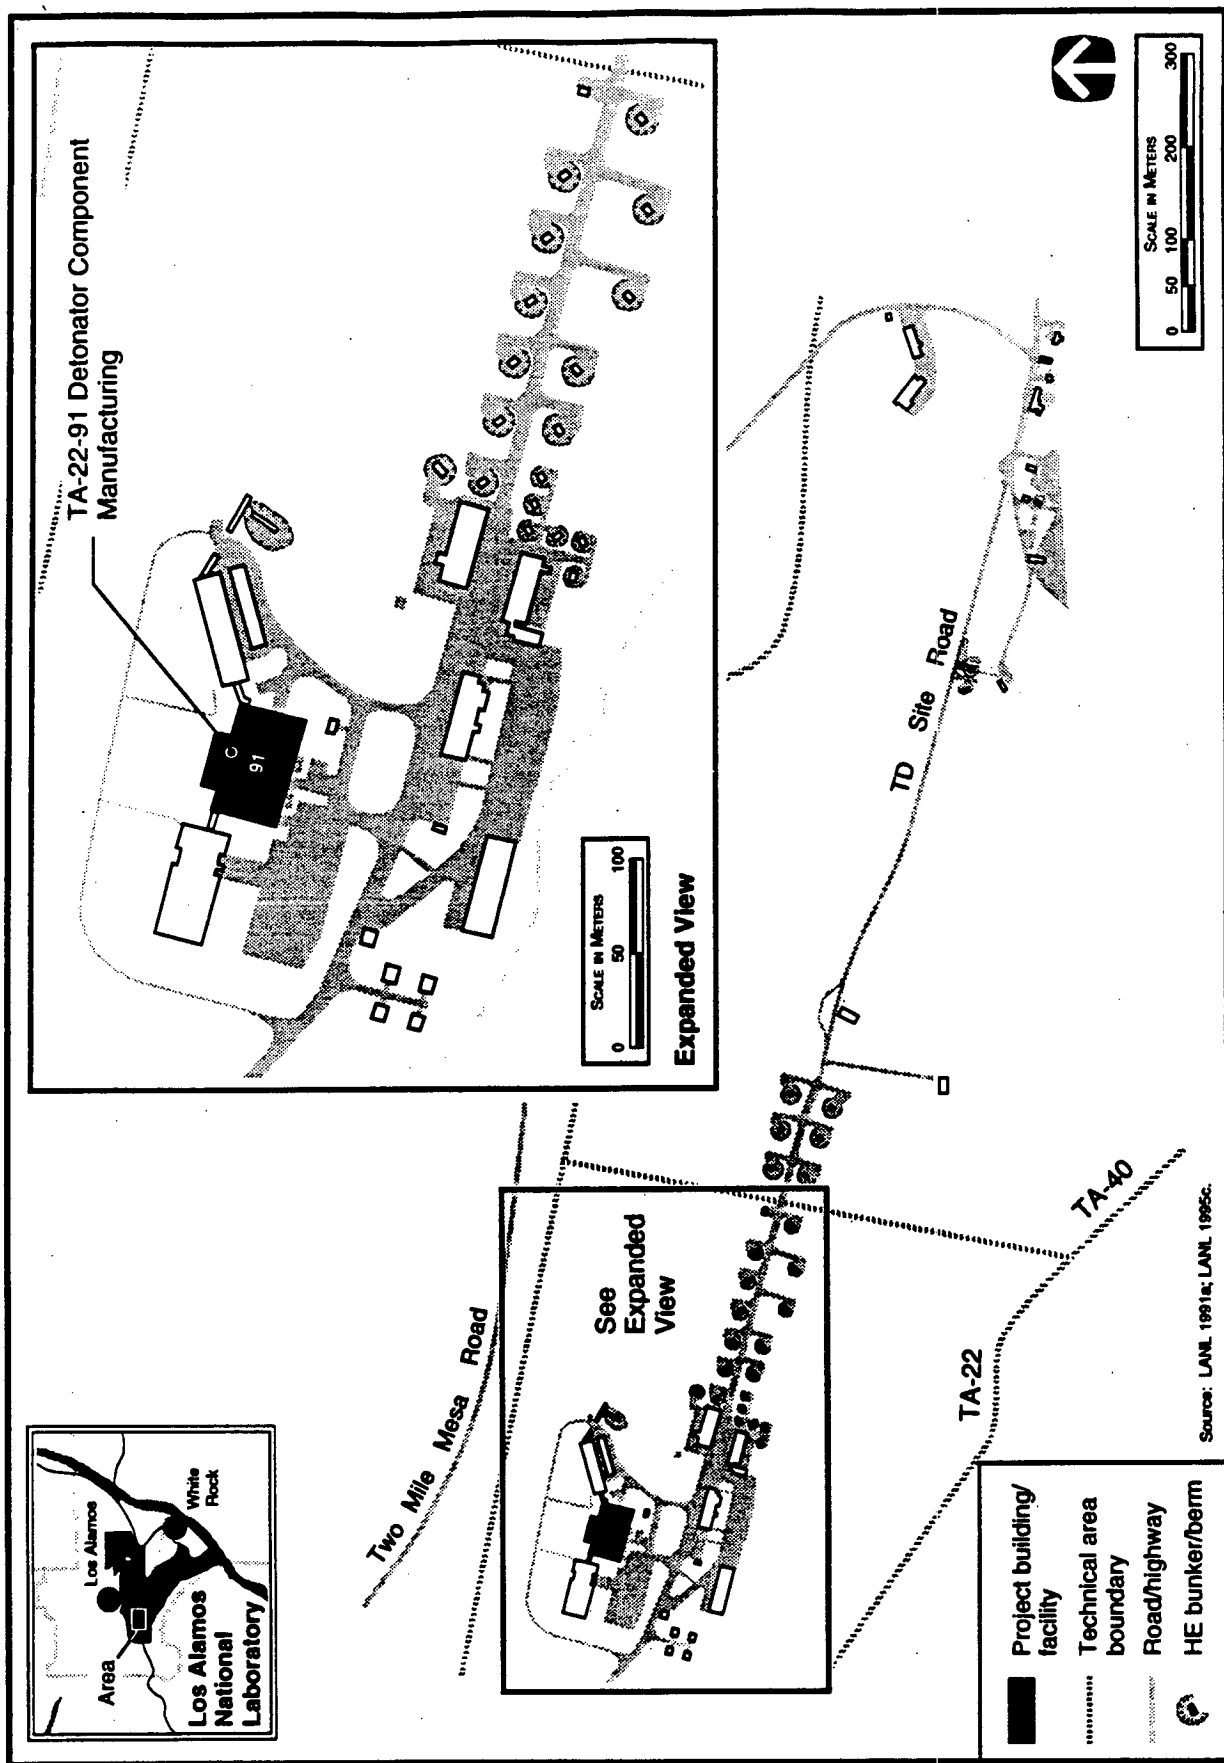 TA-22-91 Detonator Component
Manufacturing
91
SCALE IN METERS
0 50 100
Expanded View
Area
Los Alamos
White
Rock
Los Alamos
National
Laboratory
Two Mile Mesa Road
See
Expanded
View
TD Site Road
SCALE IN METERS
0 50 100 200 300
TA-22
TA-40
Project building/
facility
Technical area
boundary
Road/highway
HE bunker/berm
Source: LANL 1991a; LANL 1995c.